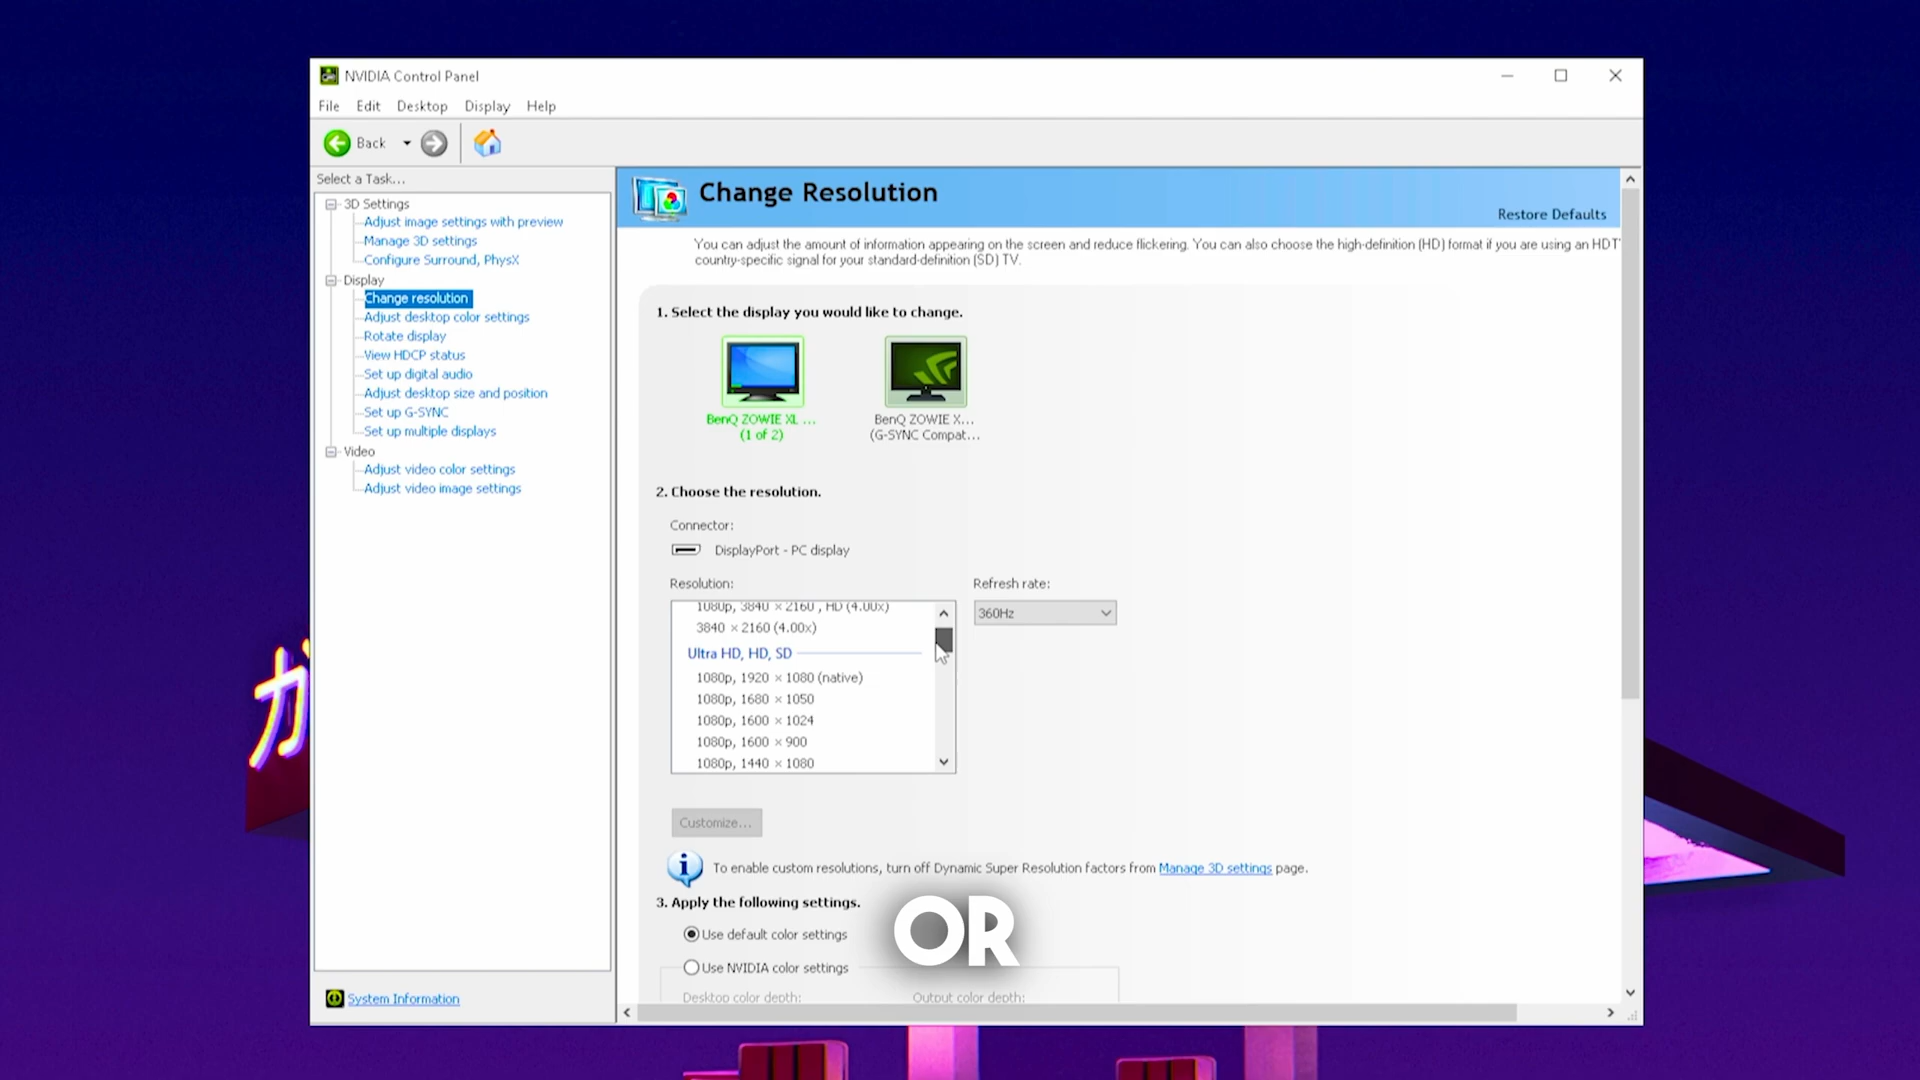 NVIDIA Control Panel
File Edit Desktop Display Help
Back
Select a Task...
3D Settings
Adjust image settings with preview
Manage 3D settings
Configure Surround, PhysX
Display
Change resolution
Adjust desktop color settings
Rotate display
View HDCP status
Set up digital audio
Adjust desktop size and position
Set up G-SYNC
Set up multiple displays
Video
Adjust video color settings
Adjust video image settings
System Information
Change Resolution
Restore Defaults
You can adjust the amount of information appearing on the screen and reduce flickering. You can also choose the high-definition (HD) format if you are using an HDT
country-specific signal for your standard-definition (SD) TV.
1. Select the display you would like to change.
BenQ ZOWIE XL ...
(1 of 2)
BenQ ZOWIE X...
(G-SYNC Compat...
2. Choose the resolution.
Connector:
DisplayPort - PC display
Resolution:
Refresh rate:
1080p, 3840 × 2160 , HD (4.00x)
360Hz
3840 × 2160 (4.00x)
Ultra HD, HD, SD
1080p, 1920 × 1080 (native)
1080p, 1680 × 1050
1080p, 1600 × 1024
1080p, 1600 × 900
1080p, 1440 × 1080
Customize...
To enable custom resolutions, turn off Dynamic Super Resolution factors from Manage 3D settings page.
3. Apply the following settings.
OR
Use default color settings
Use NVIDIA color settings
Desktop color depth: Output color depth:
ガ